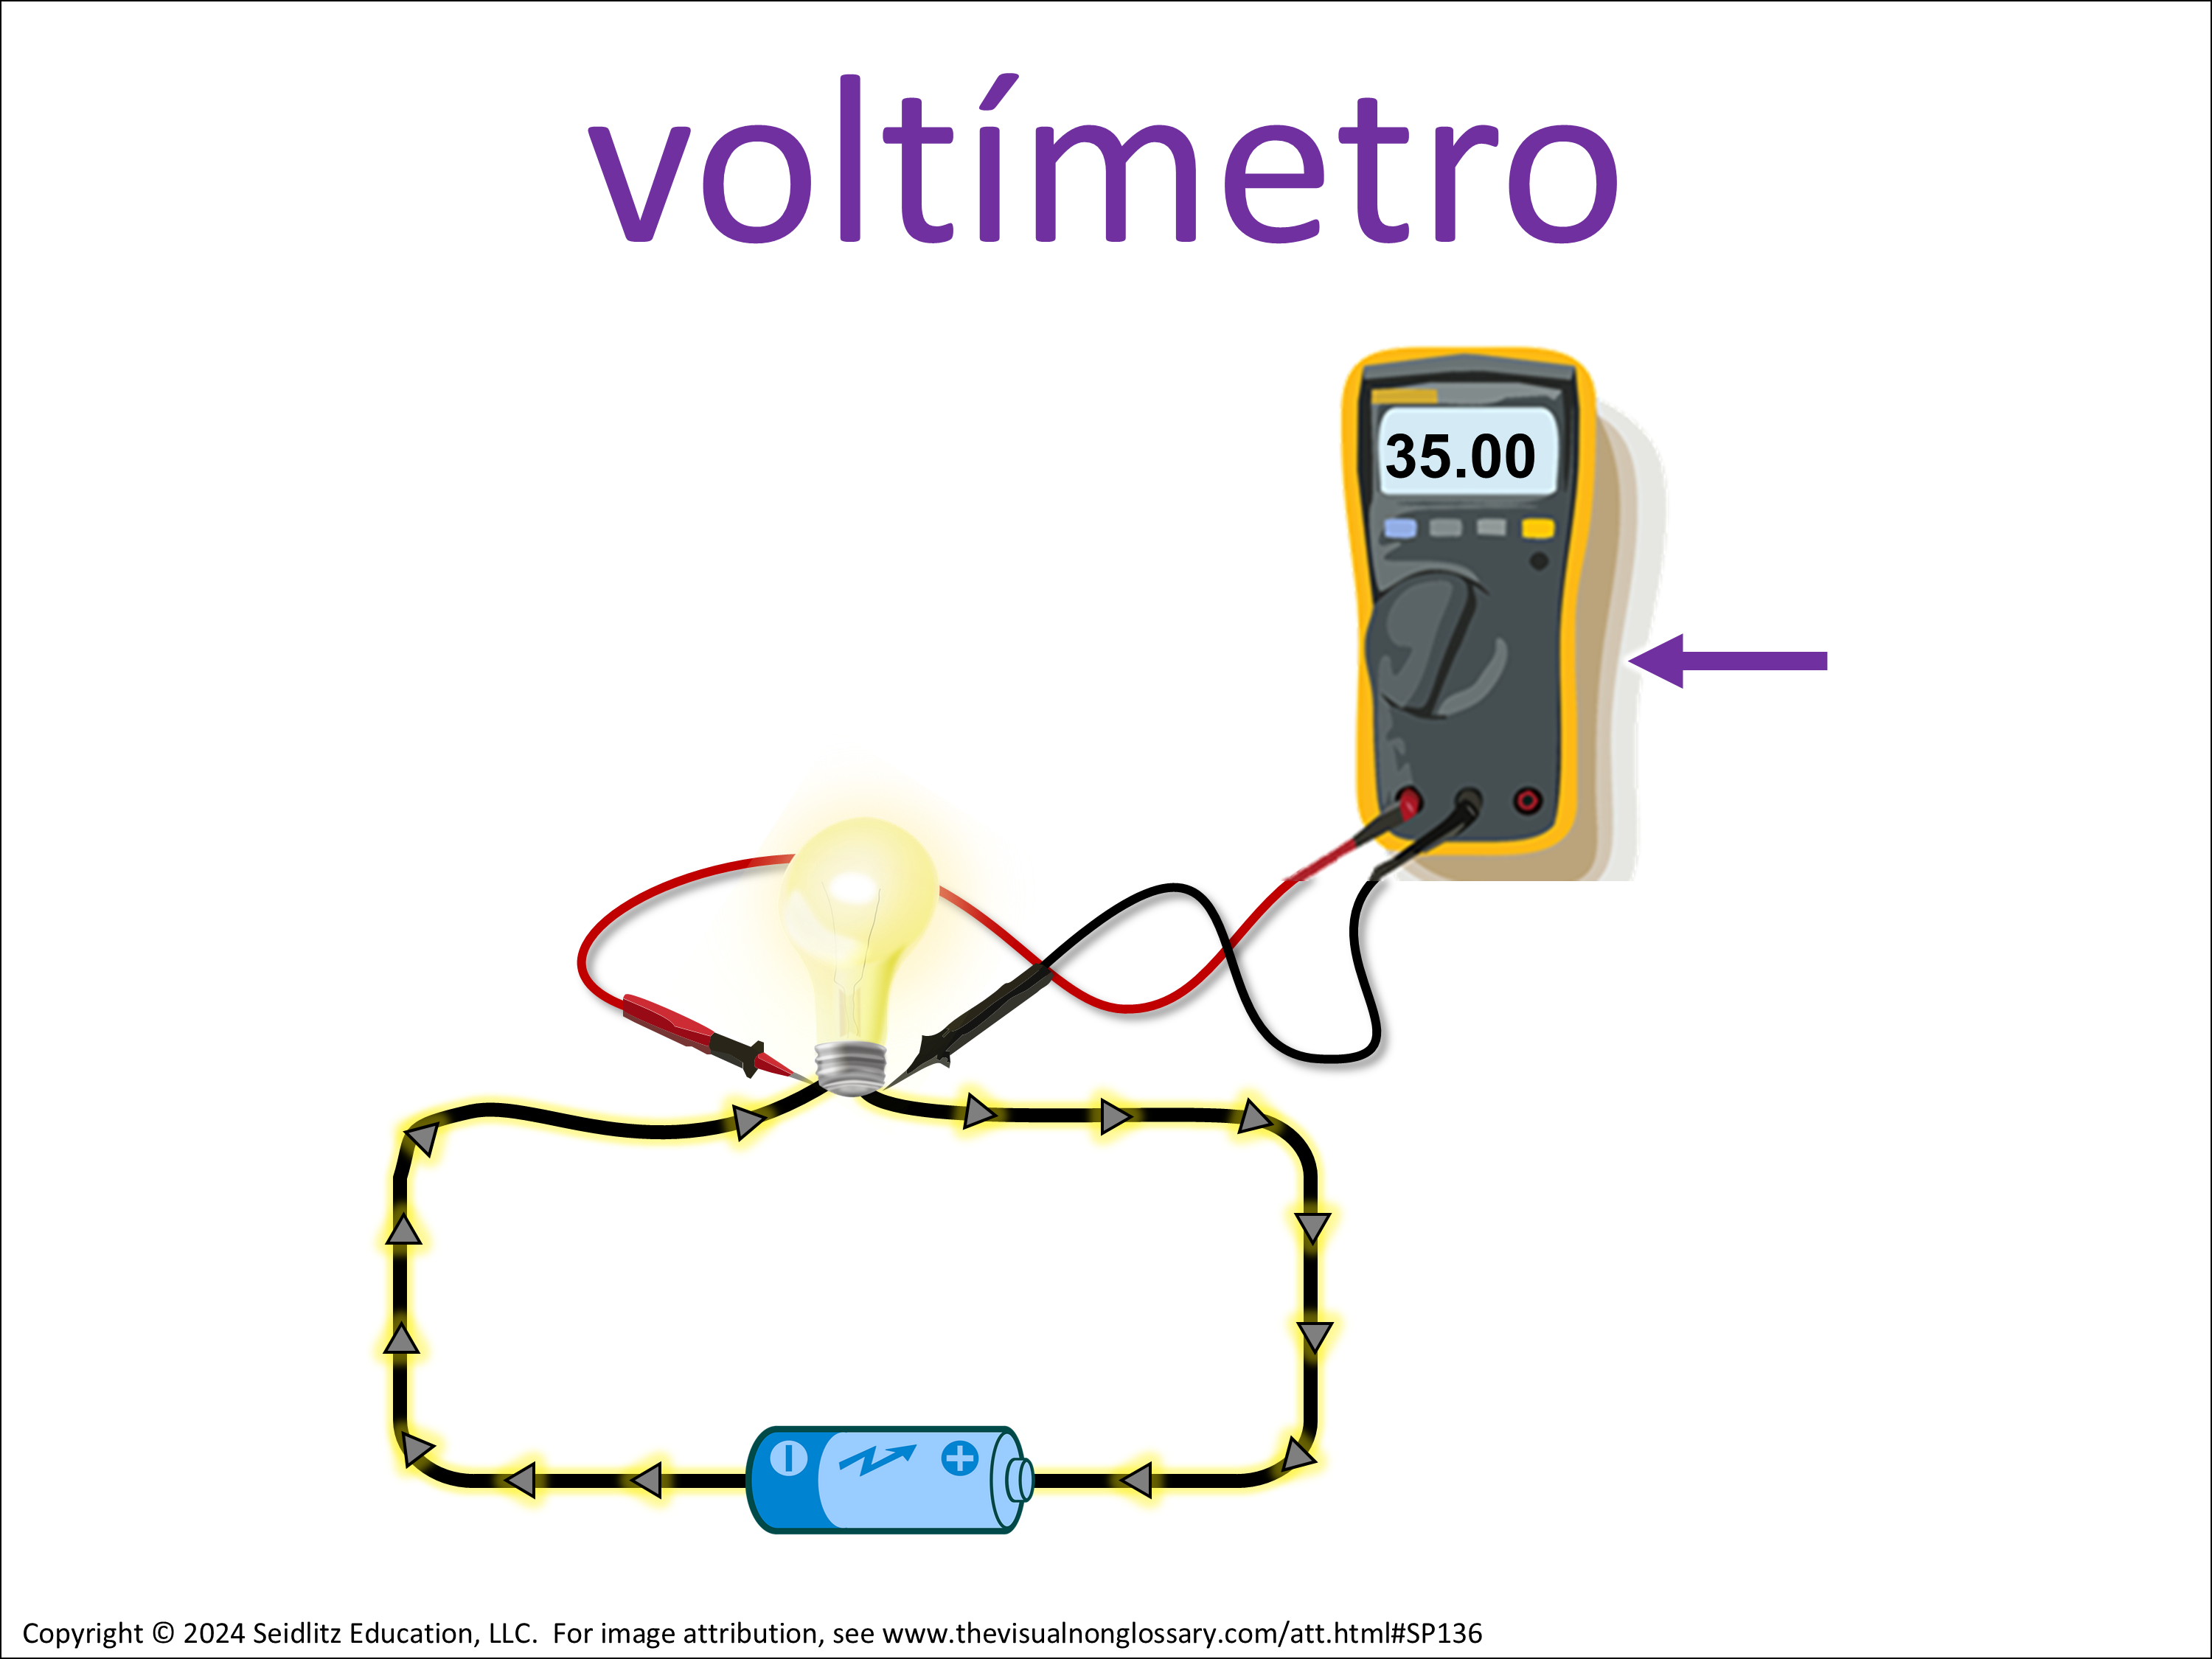 voltímetro
35.00
Copyright © 2024 Seidlitz Education, LLC.  For image attribution, see www.thevisualnonglossary.com/att.html#SP136